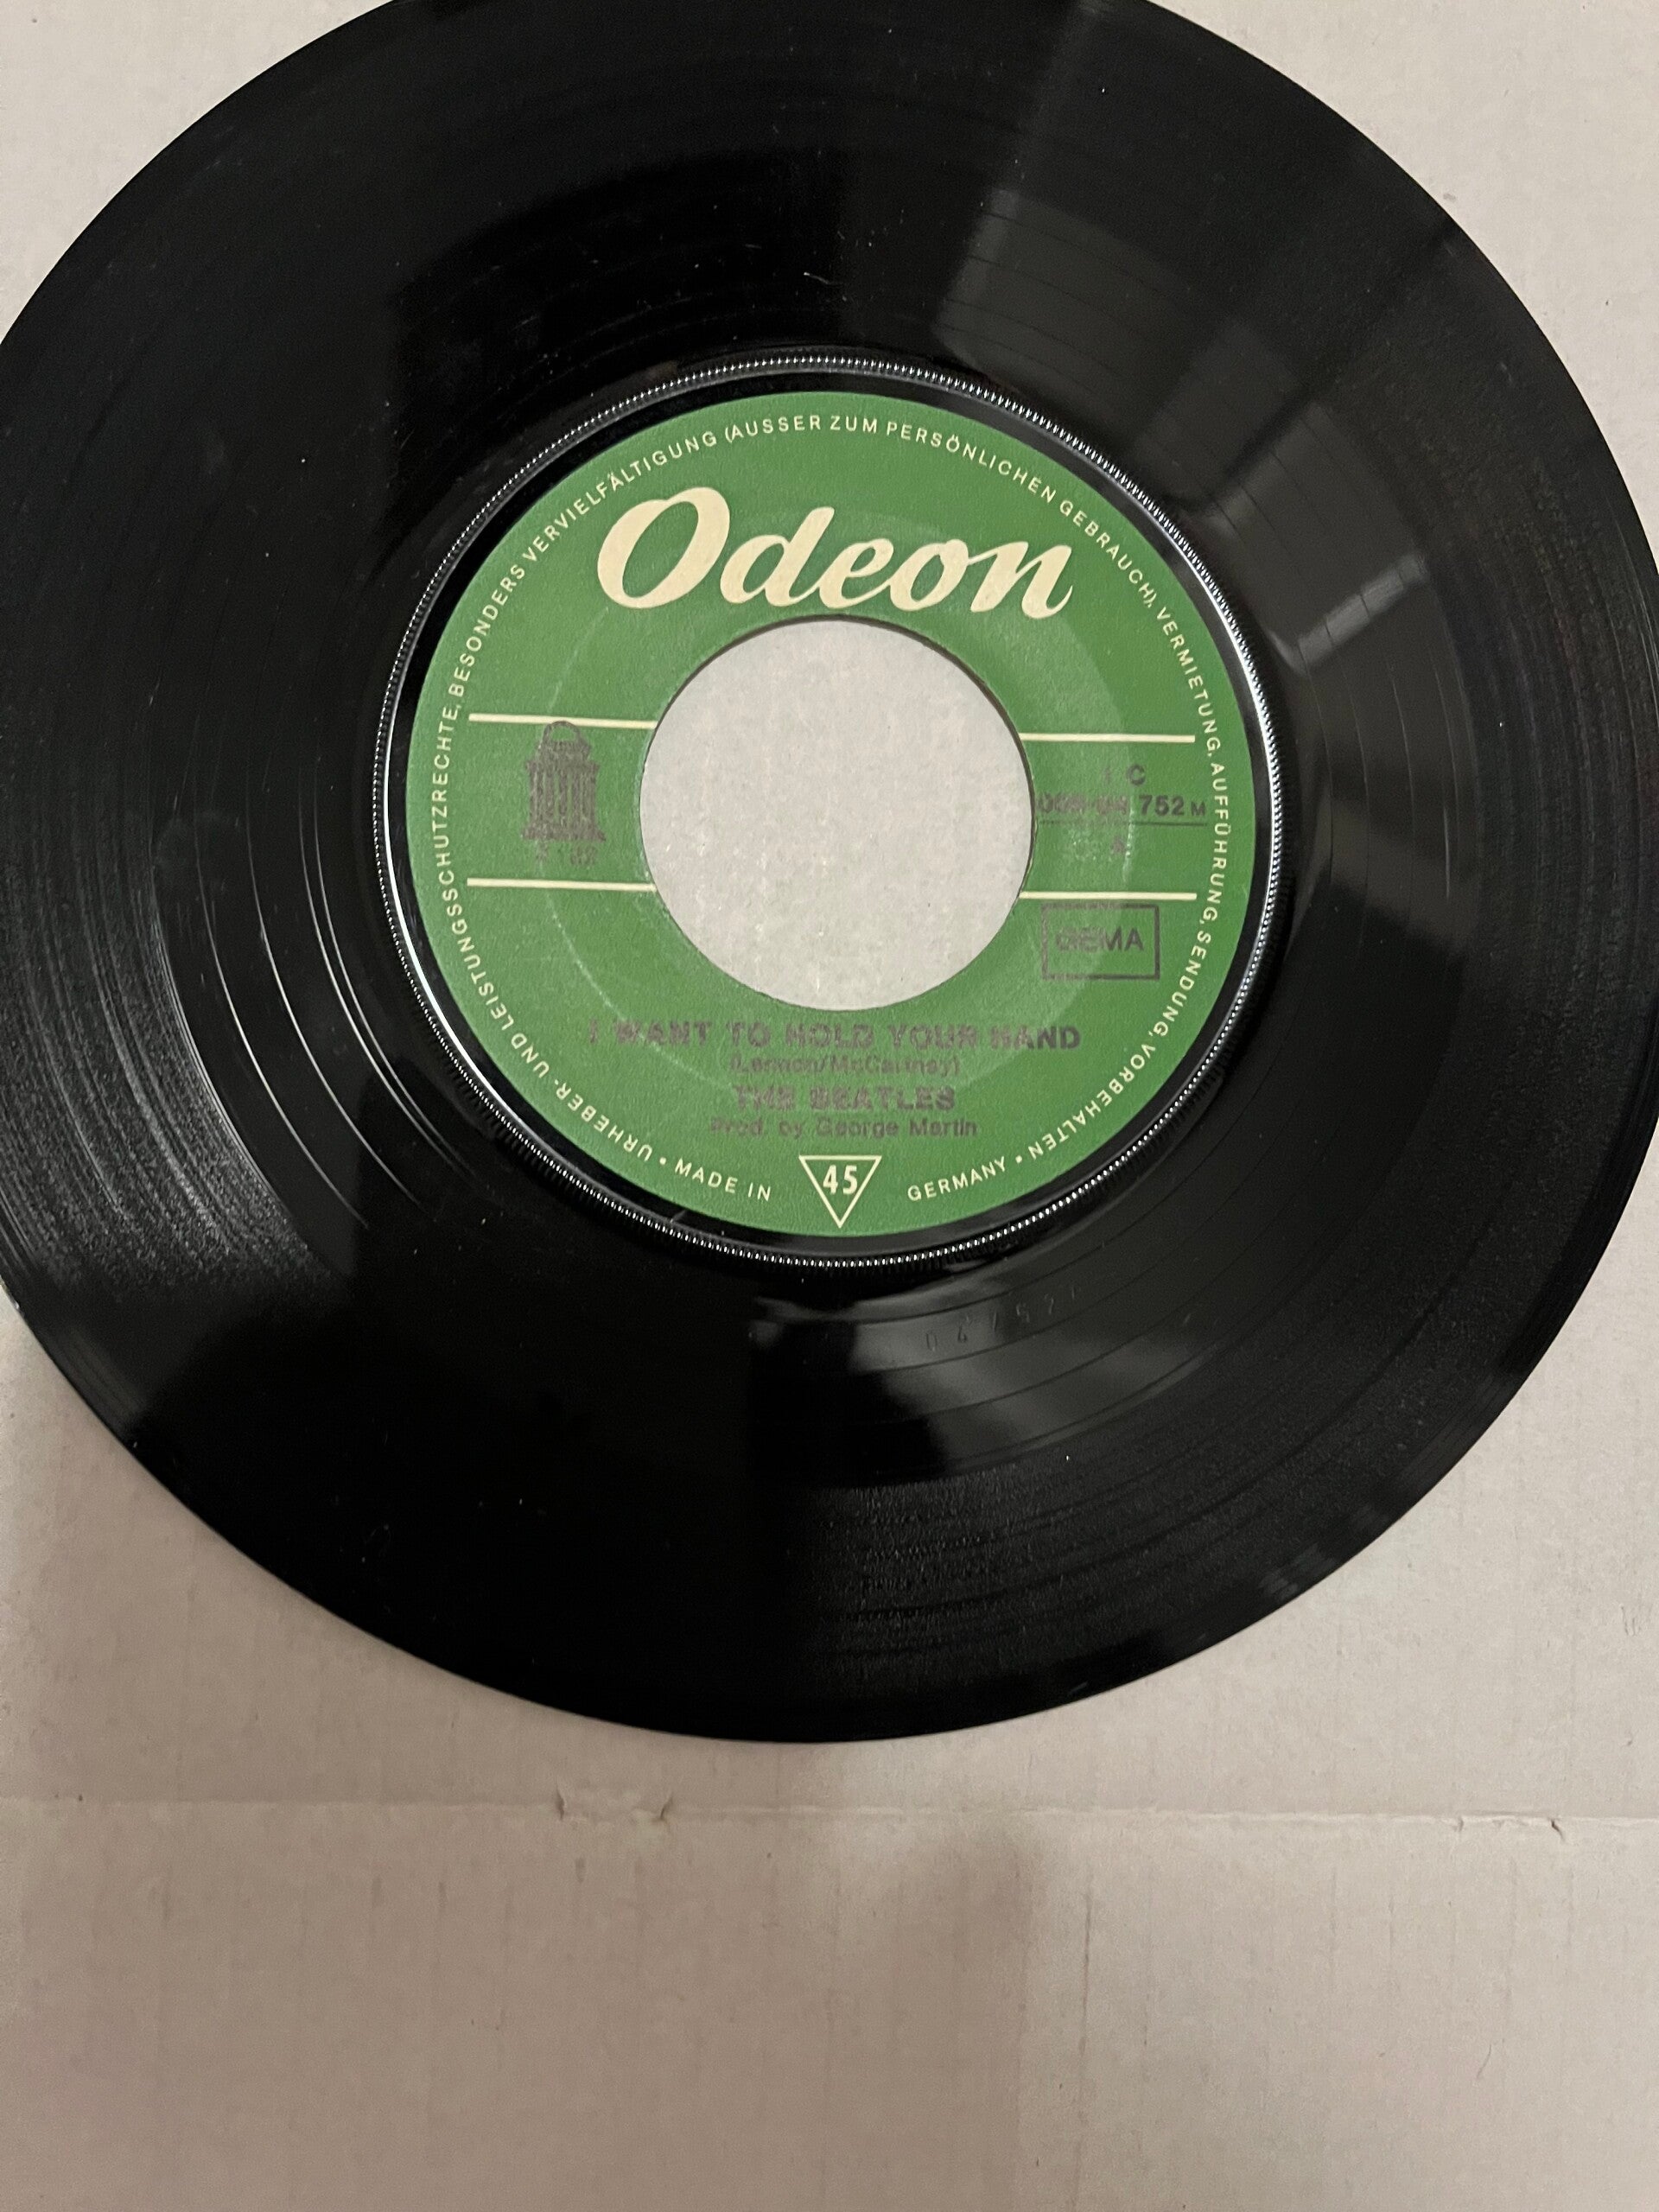 Odeon
URHEBER- UND LEISTUNGSSCHUTZRECHTE, BESONDERS VERVIELFÄLTIGUNG (AUSSER ZUM PERSÖNLICHEN GEBRAUCH), VERMIETUNG, AUFFÜHRUNG, SENDUNG, VORBEHALTEN •
C
752 M
GEMA
I WANT TO HOLD YOUR HAND
(Lennon/McCartney)
THE BEATLES
Prod. by George Martin
MADE IN 45 GERMANY